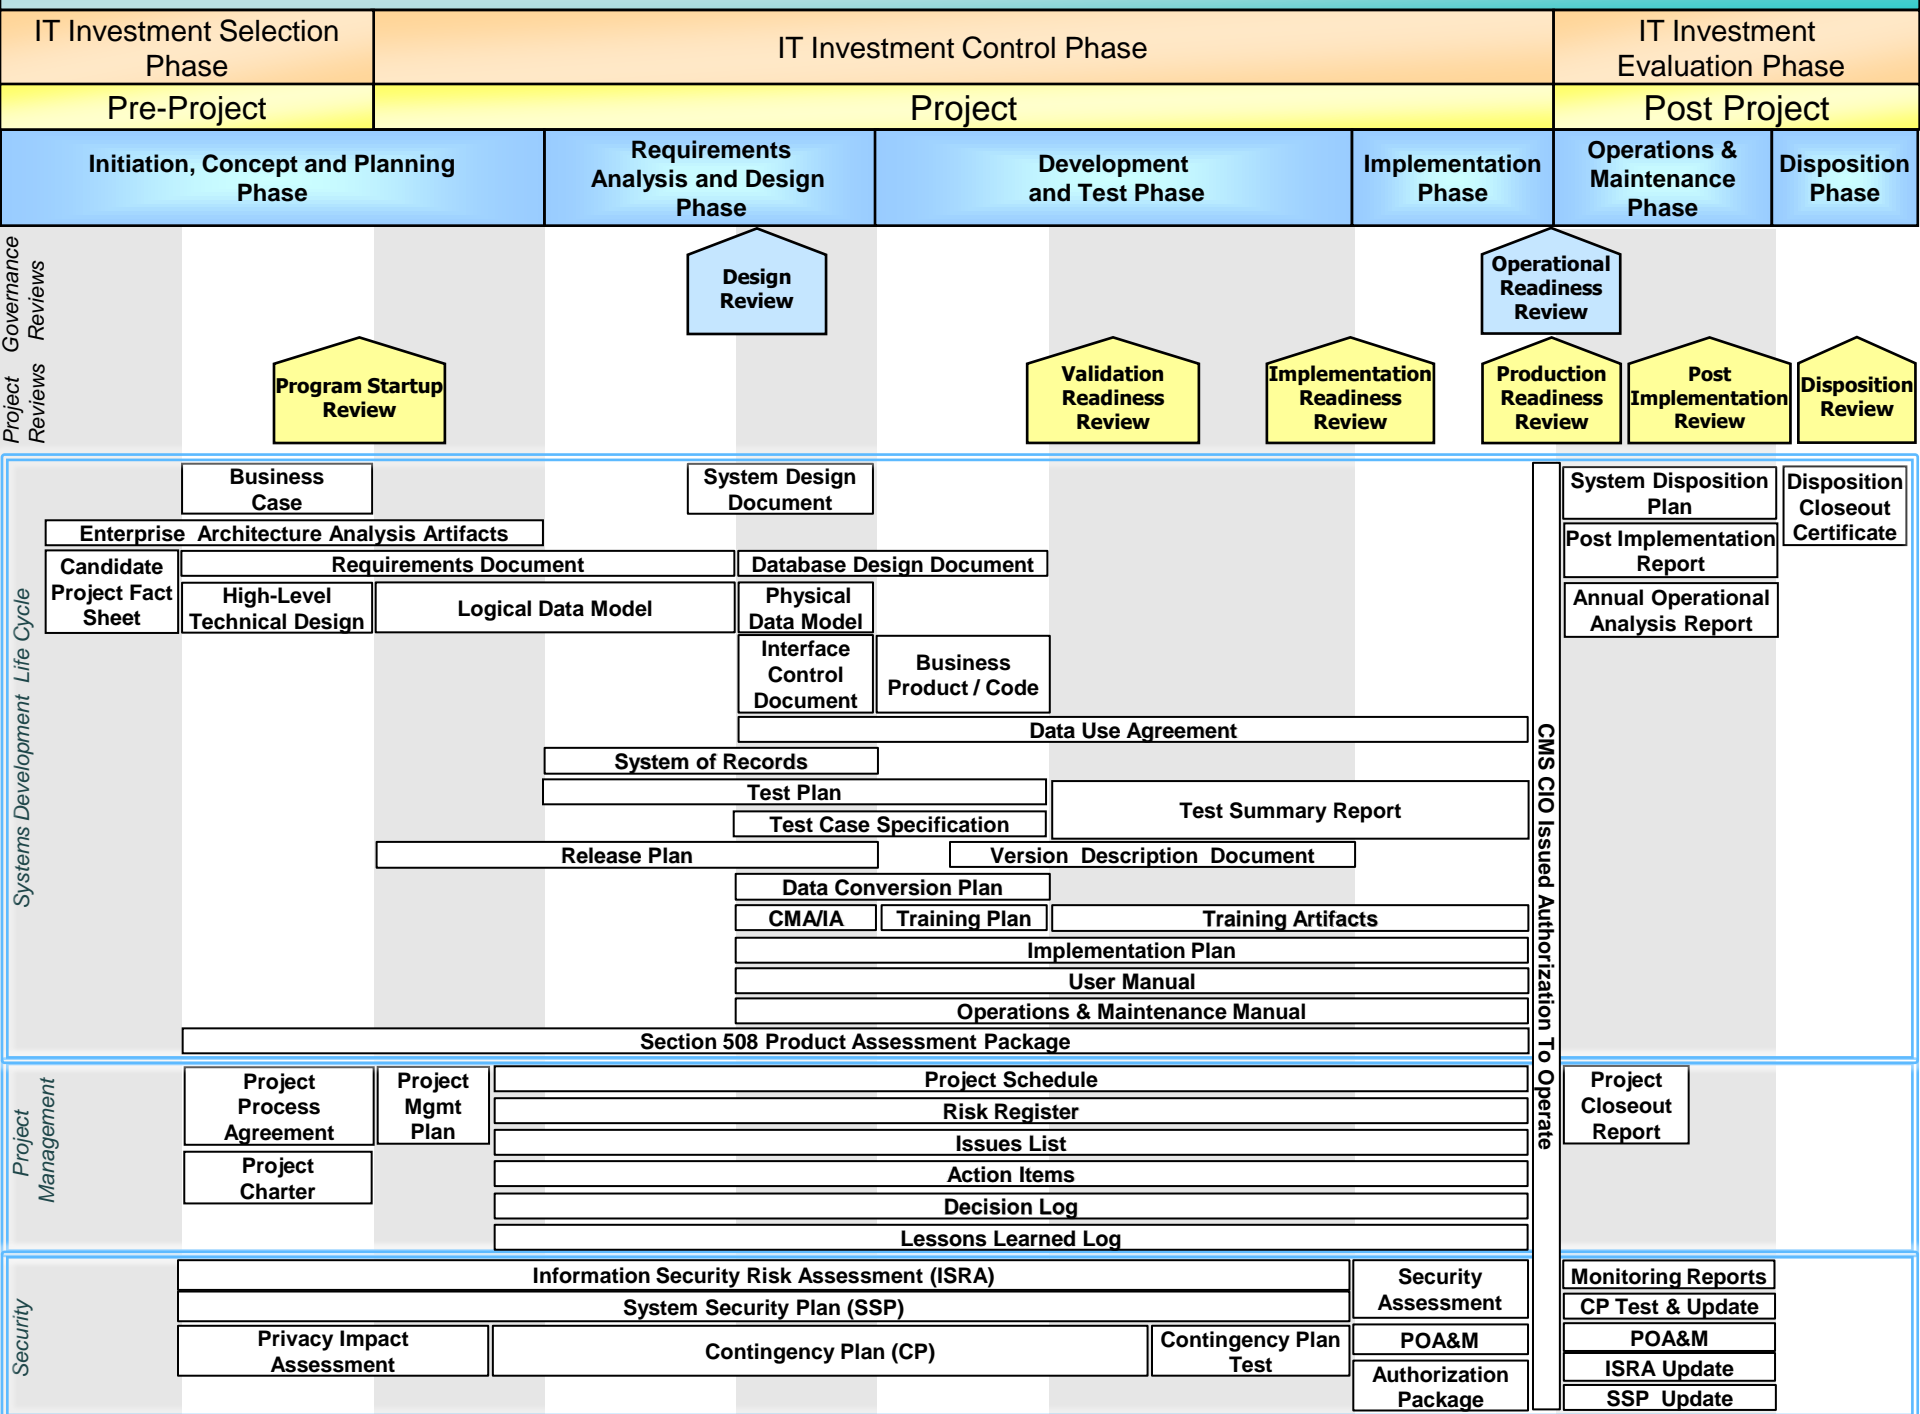 IT Investment Selection
Phase
IT Investment Control Phase
IT Investment
Evaluation Phase
Pre-Project
Project
Post Project
Initiation, Concept and Planning
Phase
Requirements
Analysis and Design
Phase
Development
and Test Phase
Implementation
Phase
Operations &
Maintenance
Phase
Disposition
Phase
Governance
Reviews
Design
Review
Operational
Readiness
Review
Project
Reviews
Program Startup
Review
Validation
Readiness
Review
Implementation
Readiness
Review
Production
Readiness
Review
Post
Implementation
Review
Disposition
Review
Systems Development Life Cycle
Business
Case
System Design
Document
System Disposition
Plan
Disposition
Closeout
Certificate
Enterprise Architecture Analysis Artifacts
Post Implementation
Report
Candidate
Project Fact
Sheet
Requirements Document
Database Design Document
High-Level
Technical Design
Logical Data Model
Physical
Data Model
Annual Operational
Analysis Report
Interface
Control
Document
Business
Product / Code
Data Use Agreement
System of Records
Test Plan
Test Summary Report
Test Case Specification
Release Plan
Version Description Document
Data Conversion Plan
CMA/IA
Training Plan
Training Artifacts
Implementation Plan
User Manual
Operations & Maintenance Manual
Section 508 Product Assessment Package
CMS CIO Issued Authorization To Operate
Project
Management
Project
Process
Agreement
Project
Mgmt
Plan
Project Schedule
Risk Register
Issues List
Project
Closeout
Report
Project
Charter
Action Items
Decision Log
Lessons Learned Log
Security
Information Security Risk Assessment (ISRA)
Security
Assessment
Monitoring Reports
System Security Plan (SSP)
CP Test & Update
Privacy Impact
Assessment
Contingency Plan (CP)
Contingency Plan
Test
POA&M
POA&M
Authorization
Package
ISRA Update
SSP Update